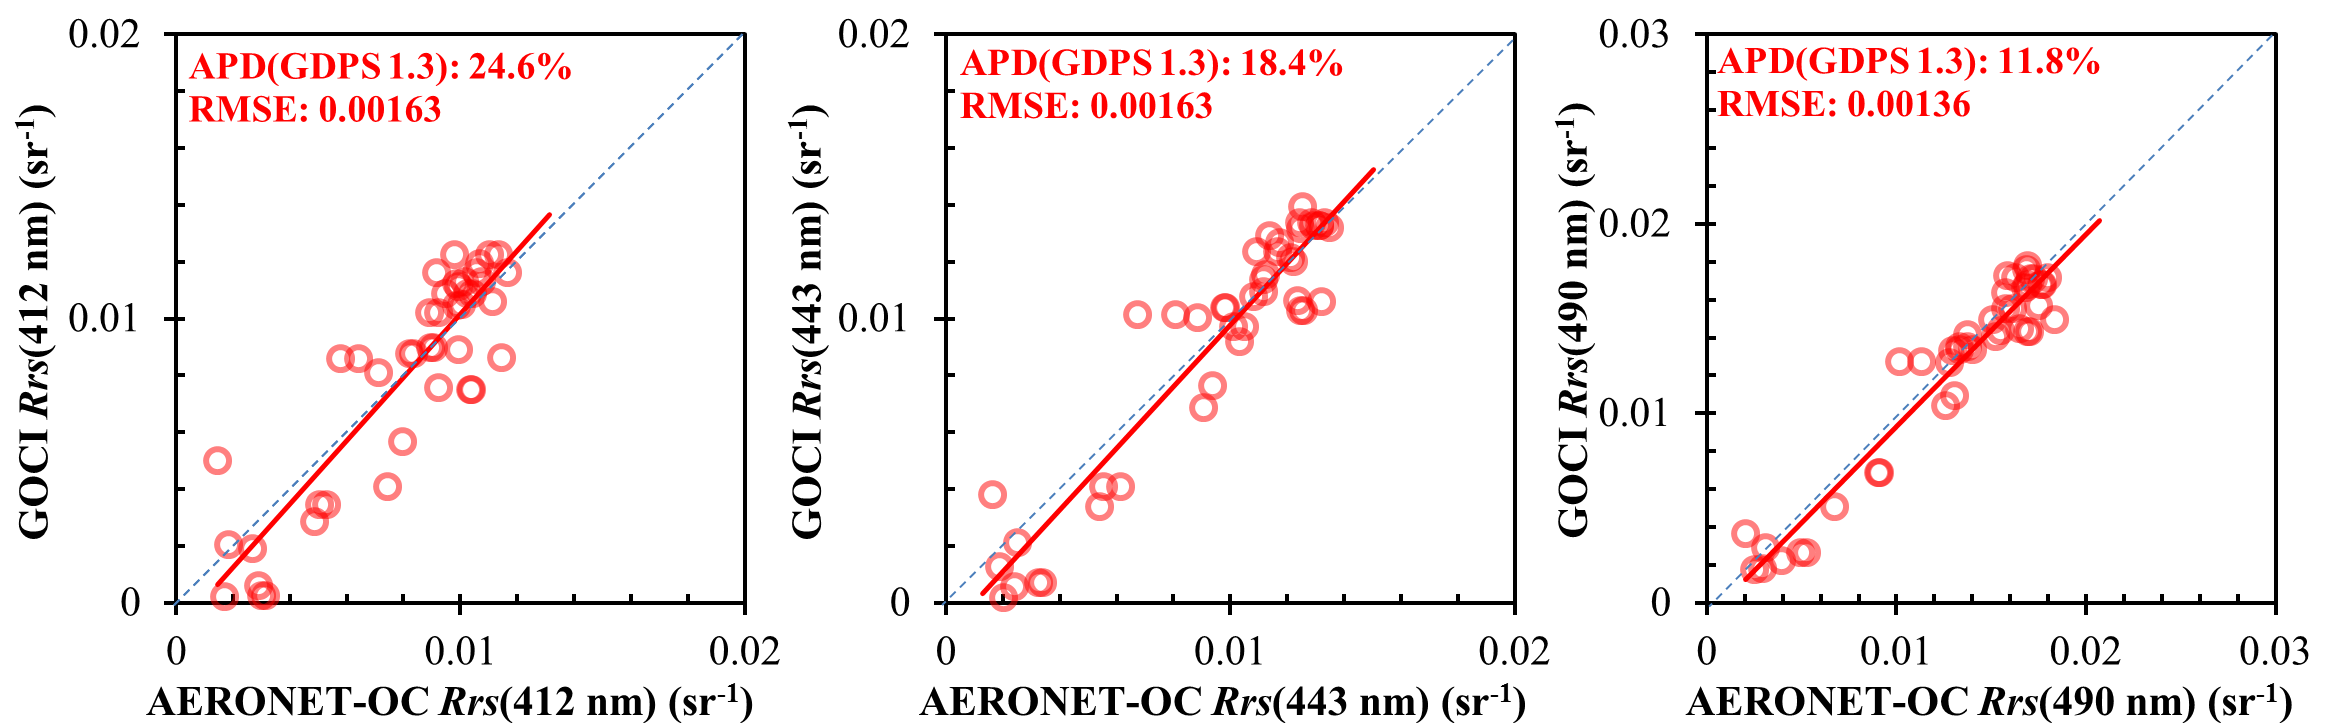 APD(GDPS 1.3): 24.6%
RMSE: 0.00163
0.02
0.01
0
0
0.01
0.02
GOCI Rrs(412 nm) (sr-1)
AERONET-OC Rrs(412 nm) (sr-1)
APD(GDPS 1.3): 18.4%
RMSE: 0.00163
0.02
0.01
0
0
0.01
0.02
GOCI Rrs(443 nm) (sr-1)
AERONET-OC Rrs(443 nm) (sr-1)
APD(GDPS 1.3): 11.8%
RMSE: 0.00136
0.03
0.02
0.01
0
0
0.01
0.02
0.03
GOCI Rrs(490 nm) (sr-1)
AERONET-OC Rrs(490 nm) (sr-1)